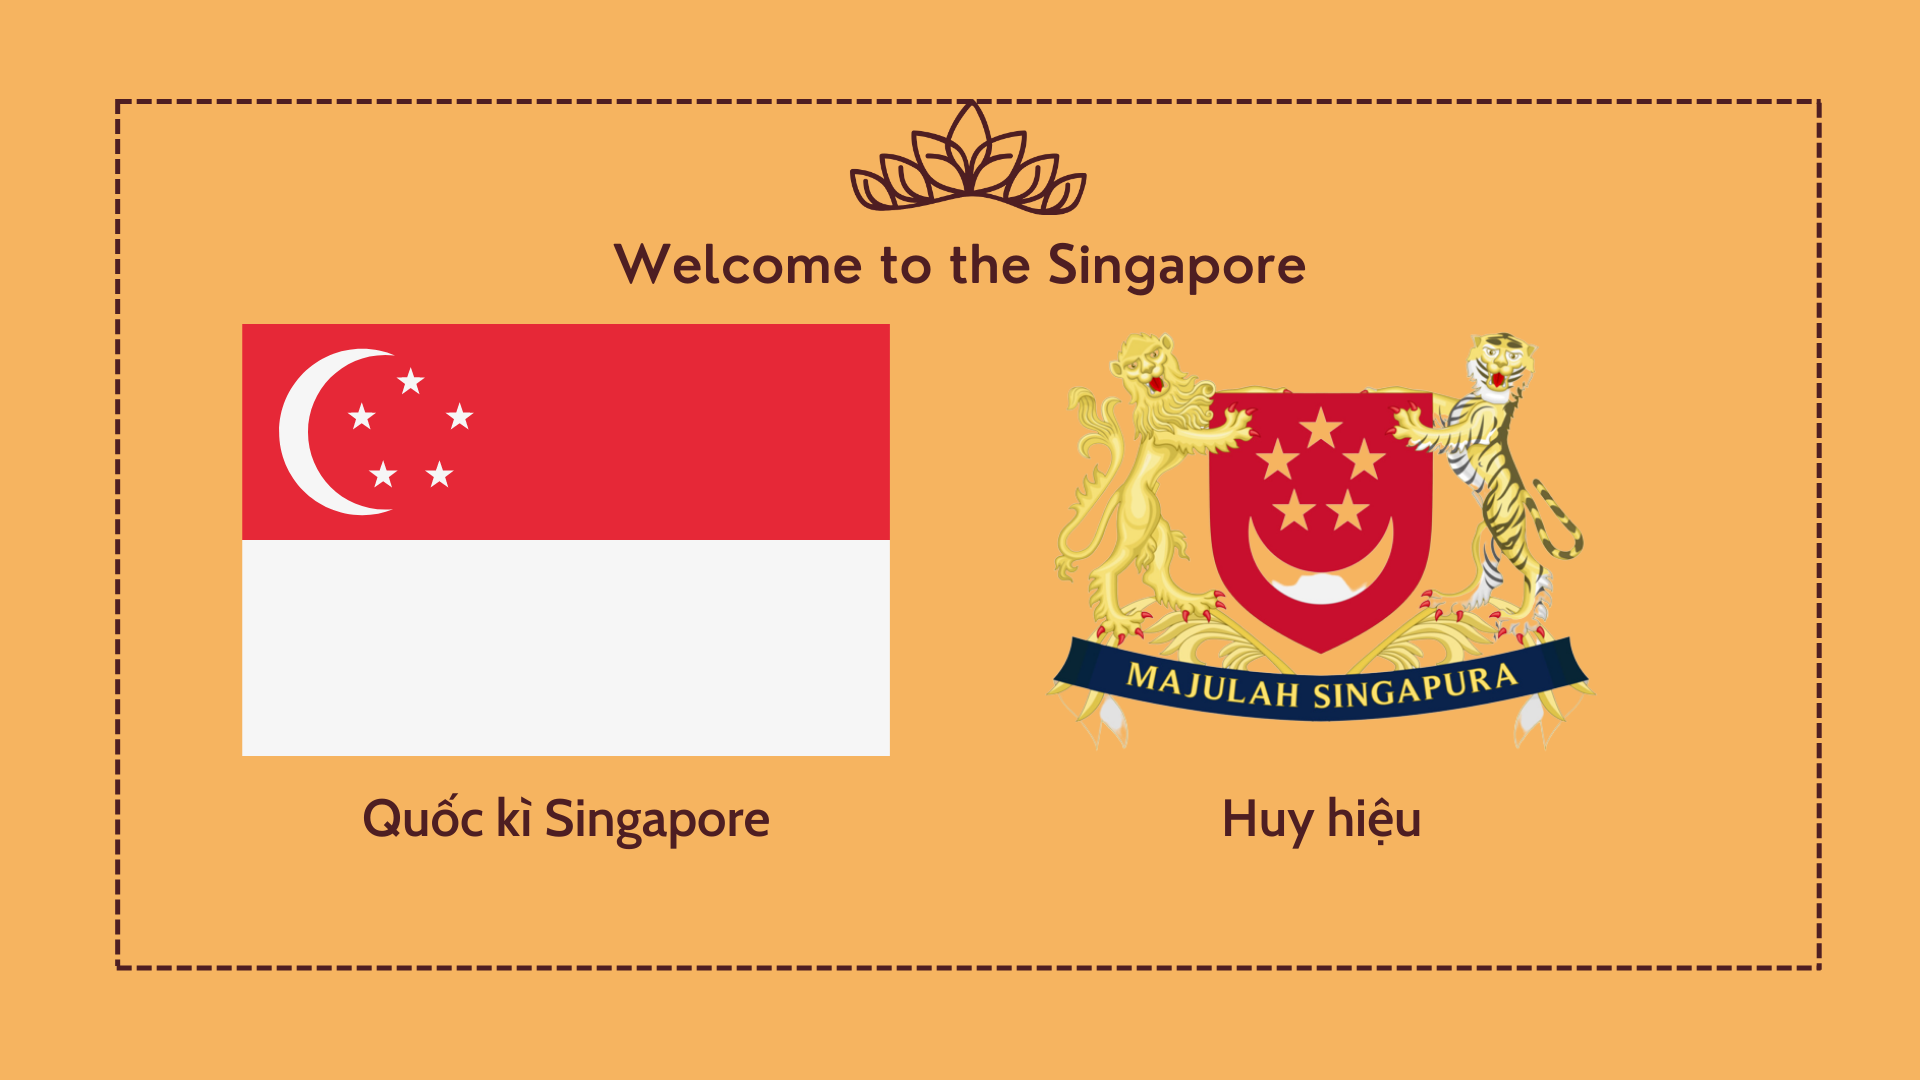 Welcome to the Singapore
MAJULAH SINGAPURA
Quốc kì Singapore
Huy hiệu